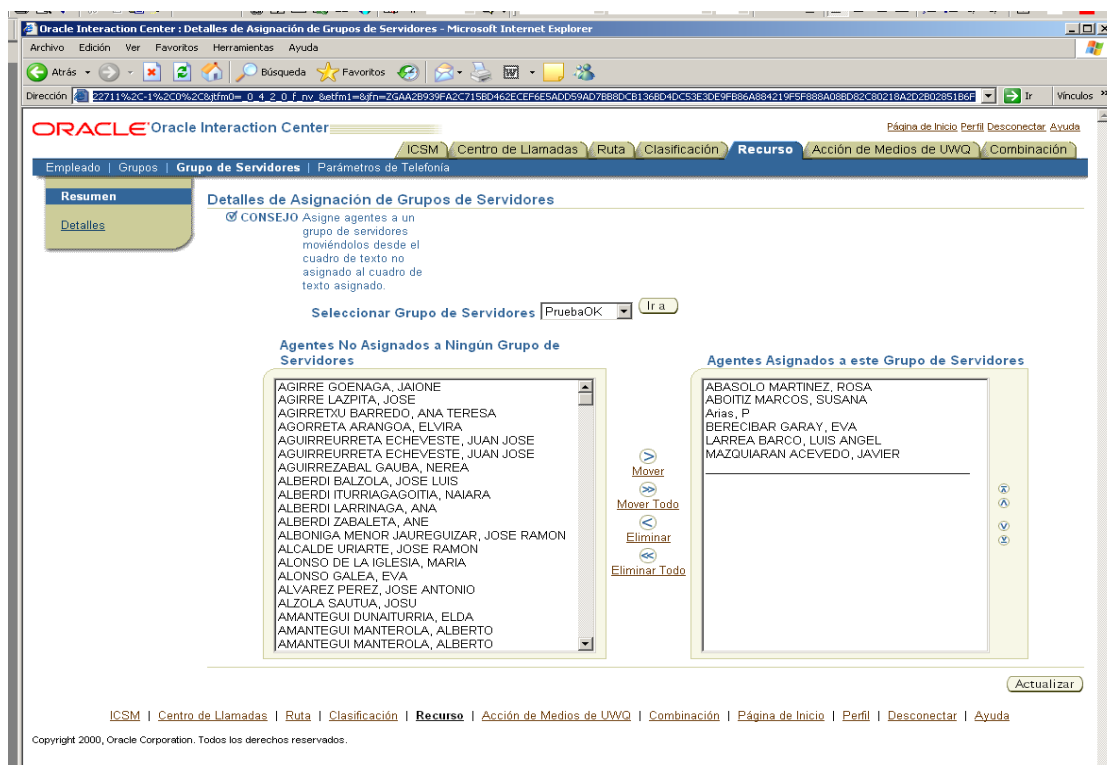 Oracle Interaction Center : Detalles de Asignación de Grupos de Servidores - Microsoft Internet Explorer
Archivo Edición Ver Favoritos Herramientas Ayuda
Atrás Búsqueda Favoritos
Dirección Ir Vínculos »
ORACLE Oracle Interaction Center
Página de Inicio Perfil Desconectar Ayuda
ICSM Centro de Llamadas Ruta Clasificación Recurso Acción de Medios de UWQ Combinación
Empleado | Grupos | Grupo de Servidores | Parámetros de Telefonía
Resumen
Detalles
Detalles de Asignación de Grupos de Servidores
CONSEJO Asigne agentes a un
grupo de servidores
moviéndolos desde el
cuadro de texto no
asignado al cuadro de
texto asignado.
Seleccionar Grupo de Servidores PruebaOK Ir a
Agentes No Asignados a Ningún Grupo de
Servidores
AGIRRE GOENAGA, JAIONE
AGIRRE LAZPITA, JOSE
AGIRRETXU BARREDO, ANA TERESA
AGORRETA ARANGOA, ELVIRA
AGUIRREURRETA ECHEVESTE, JUAN JOSE
AGUIRREURRETA ECHEVESTE, JUAN JOSE
AGUIRREZABAL GAUBA, NEREA
ALBERDI BALZOLA, JOSE LUIS
ALBERDI ITURRIAGAGOITIA, NAIARA
ALBERDI LARRINAGA, ANA
ALBERDI ZABALETA, ANE
ALBONIGA MENOR JAUREGUIZAR, JOSE RAMON
ALCALDE URIARTE, JOSE RAMON
ALONSO DE LA IGLESIA, MARIA
ALONSO GALEA, EVA
ALVAREZ PEREZ, JOSE ANTONIO
ALZOLA SAUTUA, JOSU
AMANTEGUI DUNAITURRIA, ELDA
AMANTEGUI MANTEROLA, ALBERTO
AMANTEGUI MANTEROLA, ALBERTO
Mover
Mover Todo
Eliminar
Eliminar Todo
Agentes Asignados a este Grupo de Servidores
ABASOLO MARTINEZ, ROSA
ABOITIZ MARCOS, SUSANA
Arias, P
BERECIBAR GARAY, EVA
LARREA BARCO, LUIS ANGEL
MAZQUIARAN ACEVEDO, JAVIER
Actualizar
ICSM | Centro de Llamadas | Ruta | Clasificación | Recurso | Acción de Medios de UWQ | Combinación | Página de Inicio | Perfil | Desconectar | Ayuda
Copyright 2000, Oracle Corporation. Todos los derechos reservados.